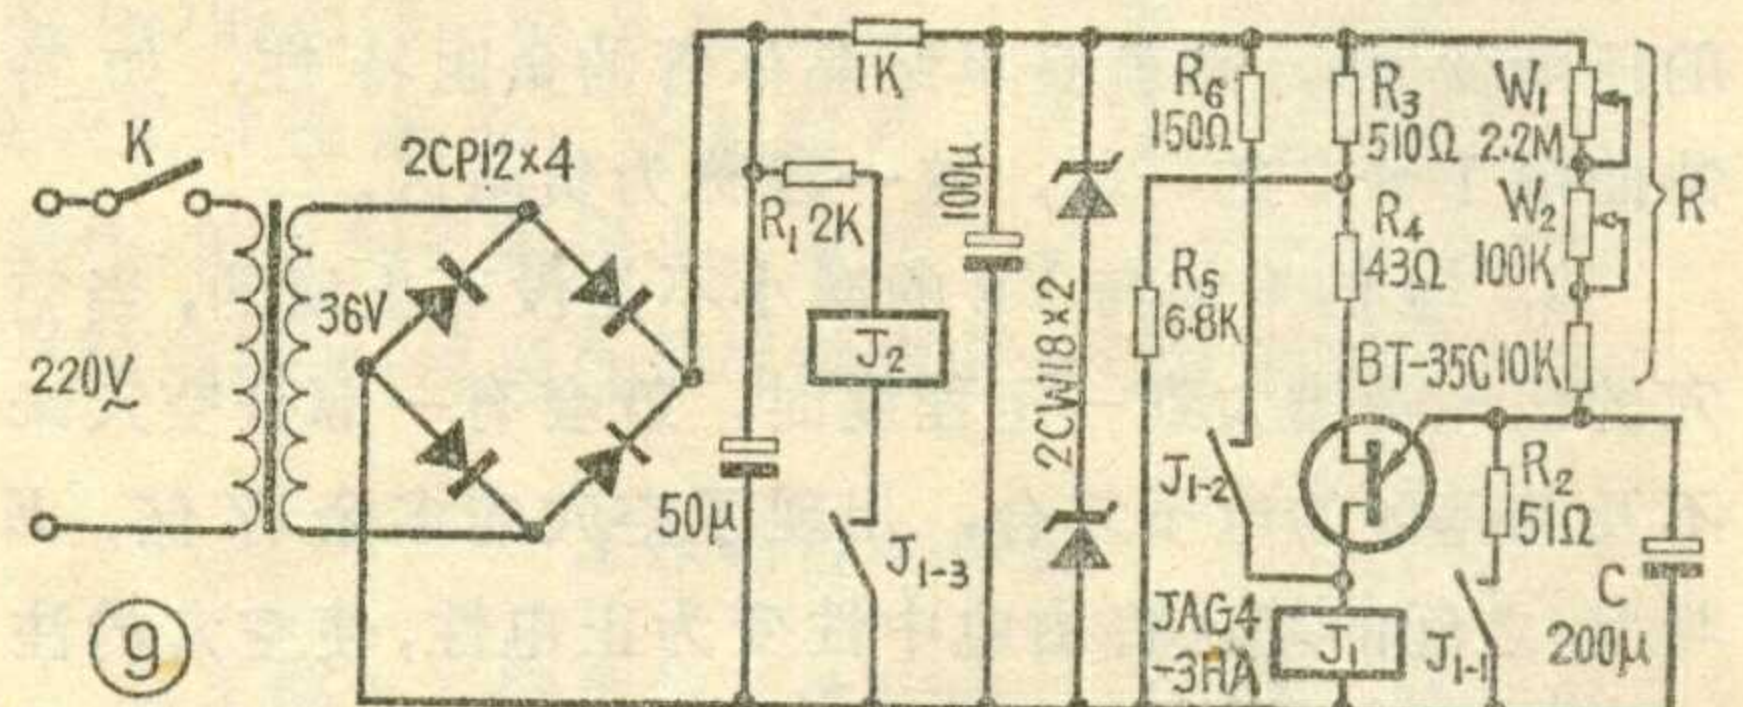 K
220V
2CP12×4
36V
1K
R₁ 2K
J₂
J₁₋₃
50μ
100μ
2CW18×2
R₆
150Ω
R₃
510Ω
W₁
2.2M
R₄
43Ω
W₂
100K
R
R₅
6.8K
BT-35C
10K
J₁₋₂
R₂
51Ω
JAG4
-3HA
J₁
J₁₋₁
C
200μ
9